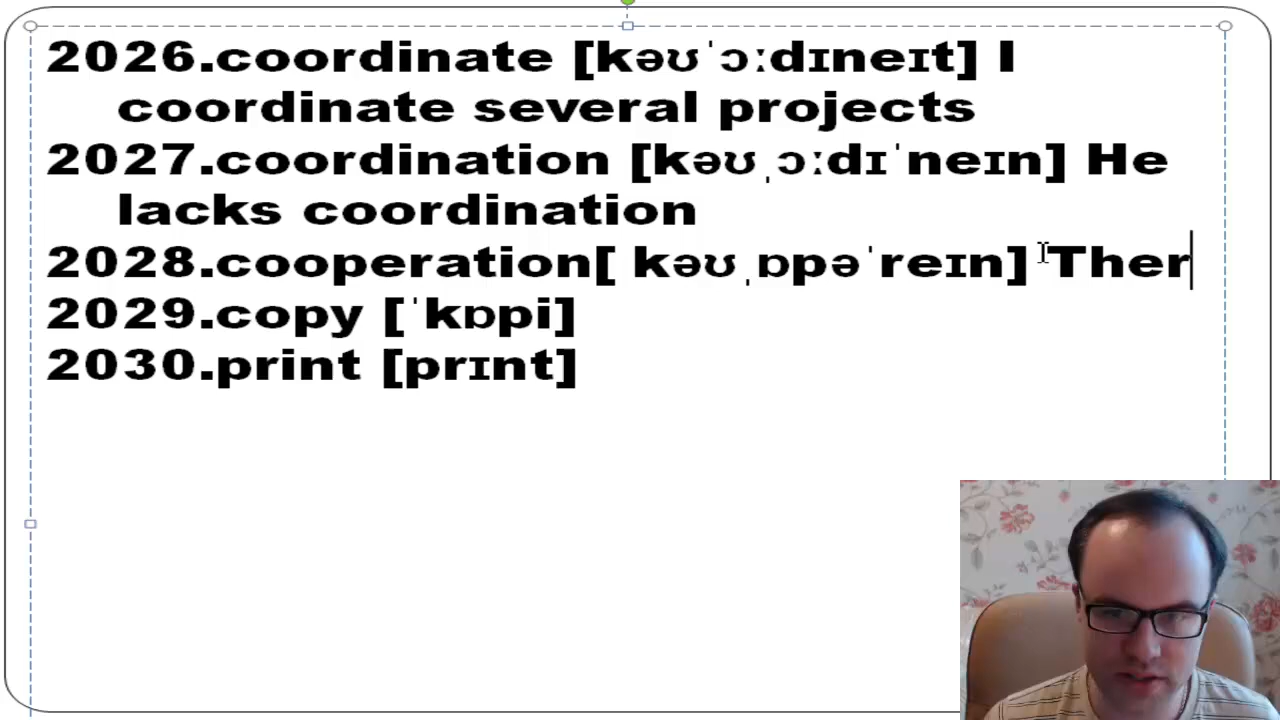 2026.coordinate [kəʊˈɔːdɪneɪt] I
coordinate several projects
2027.coordination [kəʊˌɔːdɪˈneɪn] He
lacks coordination
2028.cooperation[ kəʊˌɒpəˈreɪn] Ther
2029.copy [ˈkɒpi]
2030.print [prɪnt]